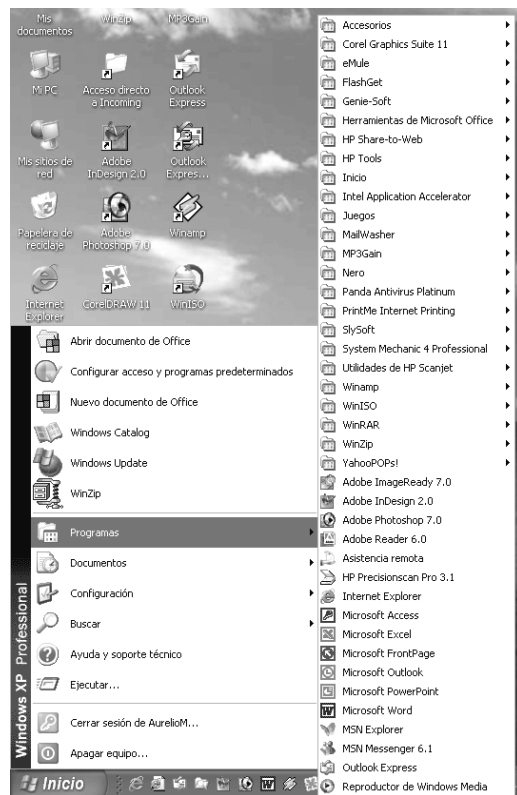 Mis
documentos
Winzip
MP3Gain
Mi PC
Acceso directo
a Incoming
Outlook
Express
Mis sitios de
red
Adobe
InDesign 2.0
Outlook
Expres...
Papelera de
reciclaje
Adobe
Photoshop 7.0
Winamp
Internet
Explorer
CorelDRAW 11
WinISO
Abrir documento de Office
Configurar acceso y programas predeterminados
Nuevo documento de Office
Windows Catalog
Windows Update
WinZip
Programas
Documentos
Configuración
Buscar
Ayuda y soporte técnico
Ejecutar...
Cerrar sesión de AurelioM...
Apagar equipo...
Windows XP Professional
Inicio
Accesorios
Corel Graphics Suite 11
eMule
FlashGet
Genie-Soft
Herramientas de Microsoft Office
HP Share-to-Web
HP Tools
Inicio
Intel Application Accelerator
Juegos
MailWasher
MP3Gain
Nero
Panda Antivirus Platinum
PrintMe Internet Printing
SlySoft
System Mechanic 4 Professional
Utilidades de HP Scanjet
Winamp
WinISO
WinRAR
WinZip
YahooPOPs!
Adobe ImageReady 7.0
Adobe InDesign 2.0
Adobe Photoshop 7.0
Adobe Reader 6.0
Asistencia remota
HP Precisionscan Pro 3.1
Internet Explorer
Microsoft Access
Microsoft Excel
Microsoft FrontPage
Microsoft Outlook
Microsoft PowerPoint
Microsoft Word
MSN Explorer
MSN Messenger 6.1
Outlook Express
Reproductor de Windows Media